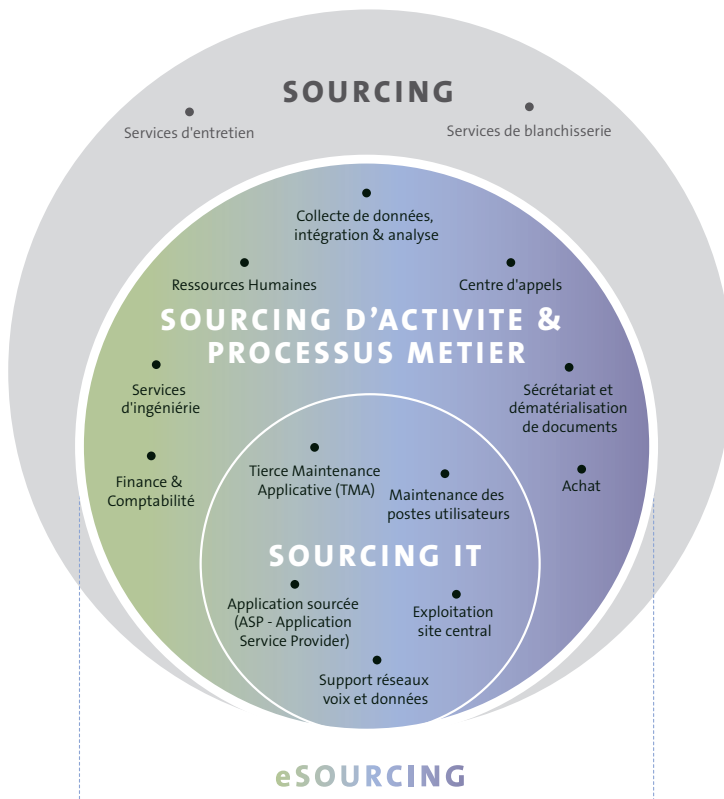 SOURCING
Services d'entretien
Services de blanchisserie
Collecte de données,
intégration & analyse
Ressources Humaines
Centre d'appels
SOURCING D’ACTIVITE &
PROCESSUS METIER
Services
d'ingéniérie
Sécrétariat et
dématérialisation
de documents
Finance &
Comptabilité
Achat
Tierce Maintenance
Applicative (TMA)
Maintenance des
postes utilisateurs
SOURCING IT
Application sourcée
(ASP - Application
Service Provider)
Exploitation
site central
Support réseaux
voix et données
eSOURCING